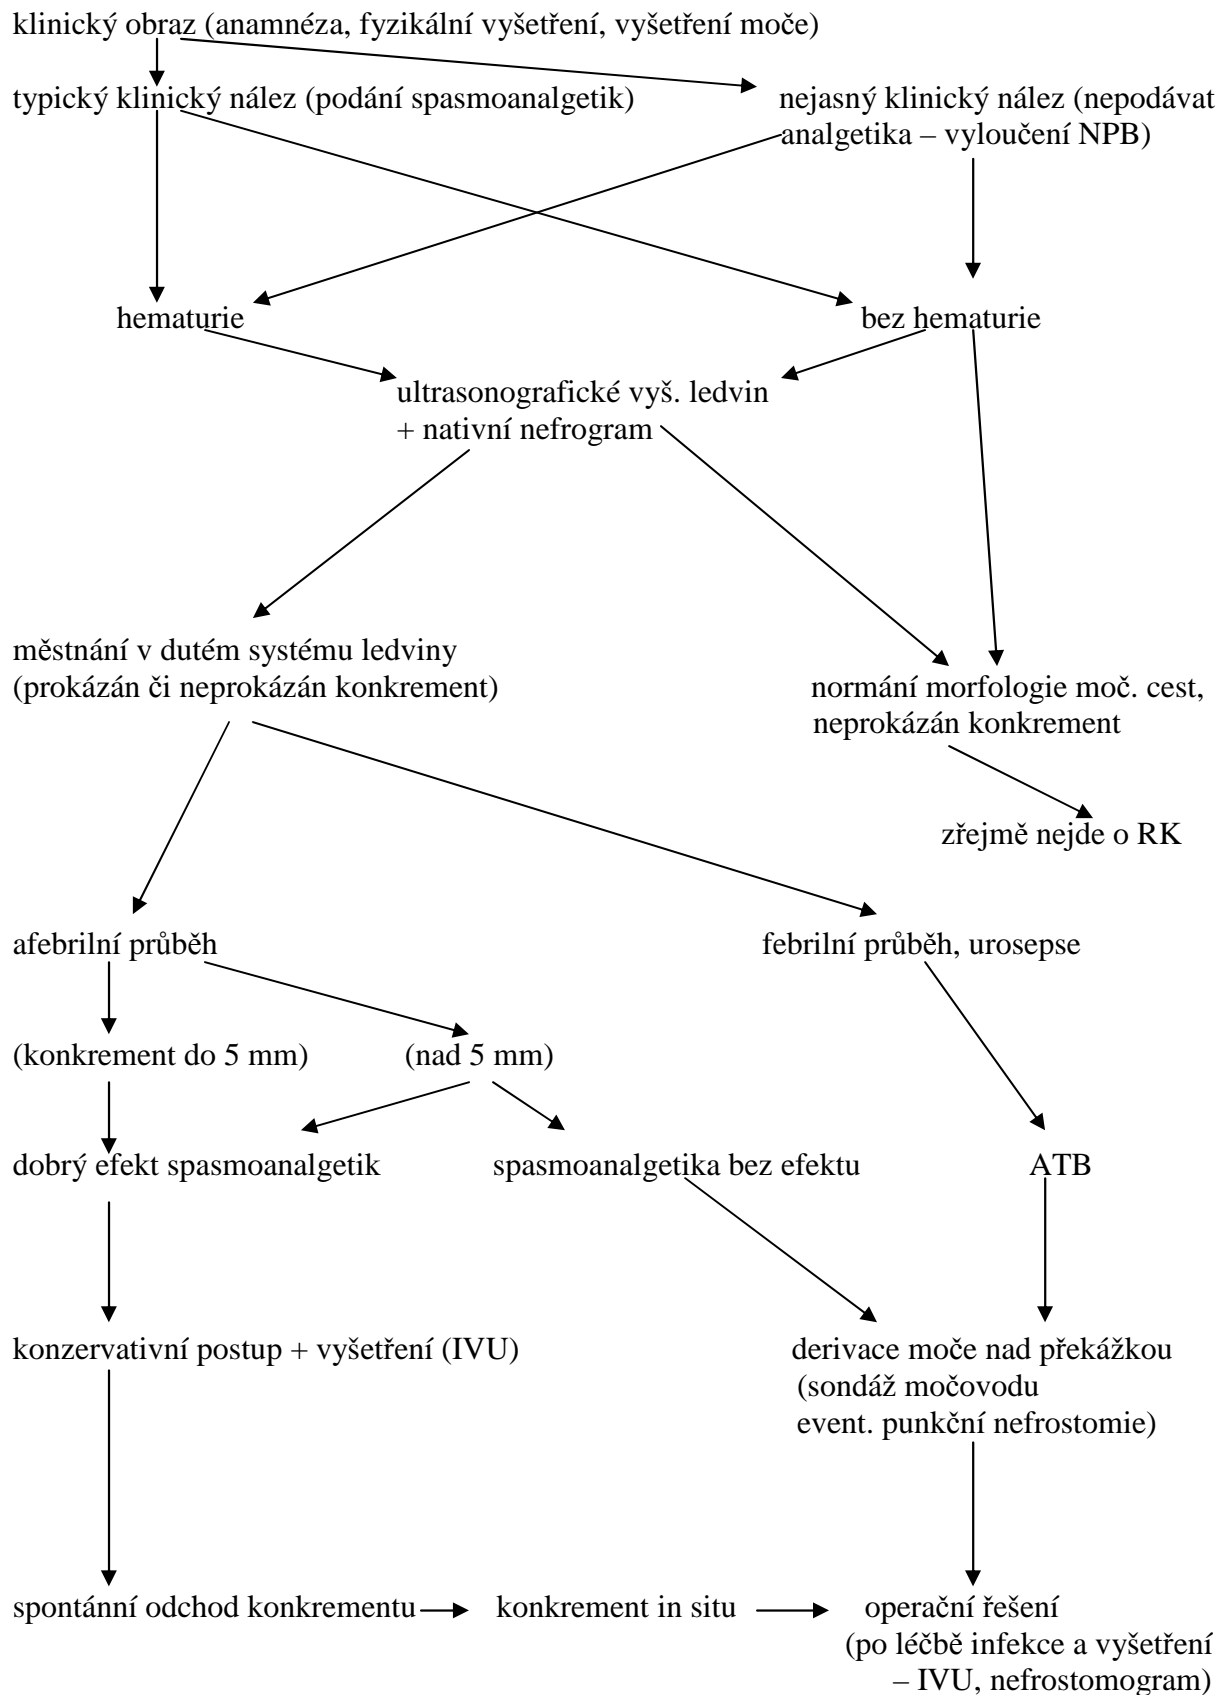 klinický obraz (anamnéza, fyzikální vyšetření, vyšetření moče)
typický klinický nález (podání spasmoanalgetik)
nejasný klinický nález (nepodávat
analgetika – vyloučení NPB)
hematurie
bez hematurie
ultrasonografické vyš. ledvin
+ nativní nefrogram
městnání v dutém systému ledviny
(prokázán či neprokázán konkrement)
normání morfologie moč. cest,
neprokázán konkrement
zřejmě nejde o RK
afebrilní průběh
febrilní průběh, urosepse
(konkrement do 5 mm)
(nad 5 mm)
dobrý efekt spasmoanalgetik
spasmoanalgetika bez efektu
ATB
konzervativní postup + vyšetření (IVU)
derivace moče nad překážkou
(sondáž močovodu
event. punkční nefrostomie)
spontánní odchod konkrementu
konkrement in situ
operační řešení
(po léčbě infekce a vyšetření
– IVU, nefrostomogram)